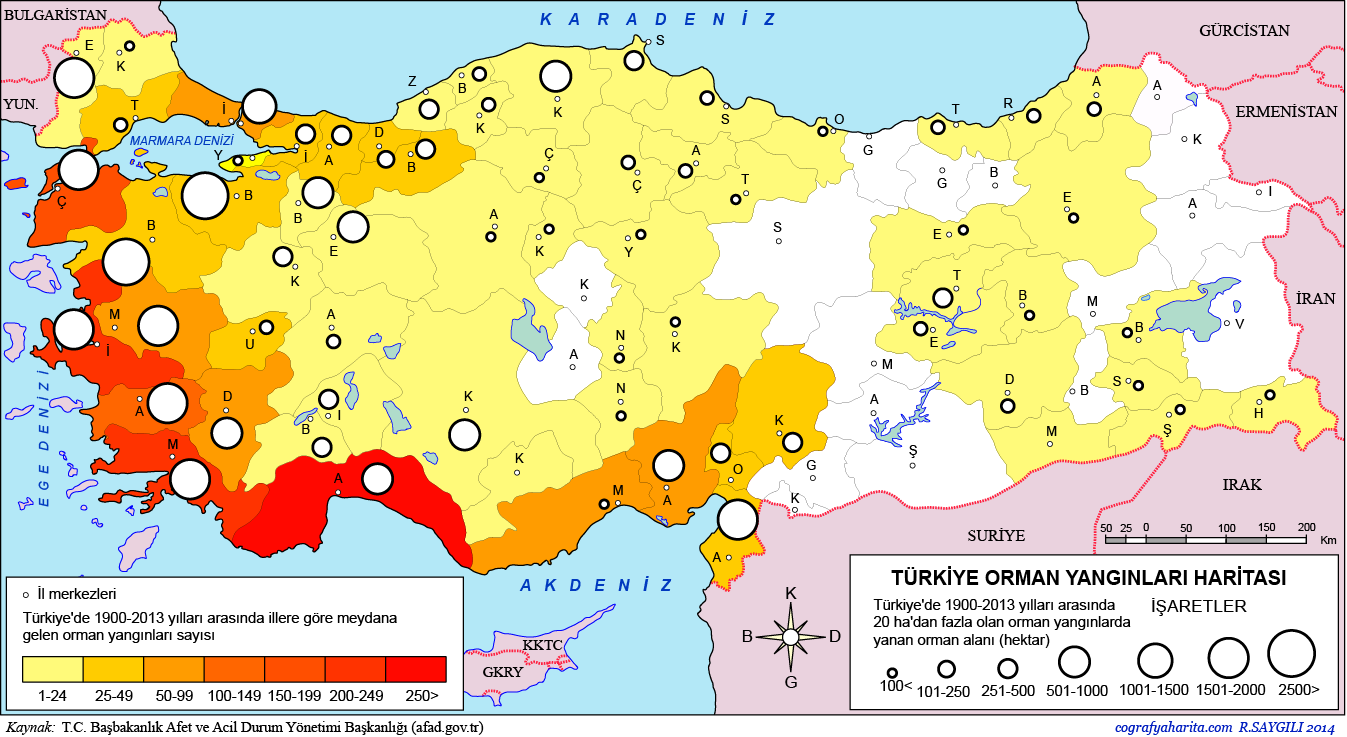 BULGARİSTAN
KARADENİZ
GÜRCİSTAN
E
K
S
YUN.
T
İ
Z
B
K
K
S
O
G
T
R
A
A
K
ERMENİSTAN
MARMARA DENİZİ
Y
İ
A
D
B
Ç
Ç
A
T
G
B
I
Ç
B
B
E
K
A
K
Y
S
E
E
A
B
M
U
A
K
A
N
K
T
E
B
M
B
V
İRAN
İ
A
D
M
I
B
K
K
N
K
O
M
A
A
G
K
M
A
Ş
D
B
M
S
Ş
H
EGE DENİZİ
A
AKDENİZ
SURİYE
IRAK
50 25 0 50 100 150 200
Km
İl merkezleri
Türkiye'de 1900-2013 yılları arasında illere göre meydana
gelen orman yangınları sayısı
1-24 25-49 50-99 100-149 150-199 200-249 250>
KKTC
GKRY
K
B D
G
TÜRKİYE ORMAN YANGINLARI HARİTASI
Türkiye'de 1900-2013 yılları arasında
20 ha'dan fazla olan orman yangınlarda
yanan orman alanı (hektar)
İŞARETLER
100< 101-250 251-500 501-1000 1001-1500 1501-2000 2500>
Kaynak: T.C. Başbakanlık Afet ve Acil Durum Yönetimi Başkanlığı (afad.gov.tr)
cografyaharita.com R.SAYGILI 2014